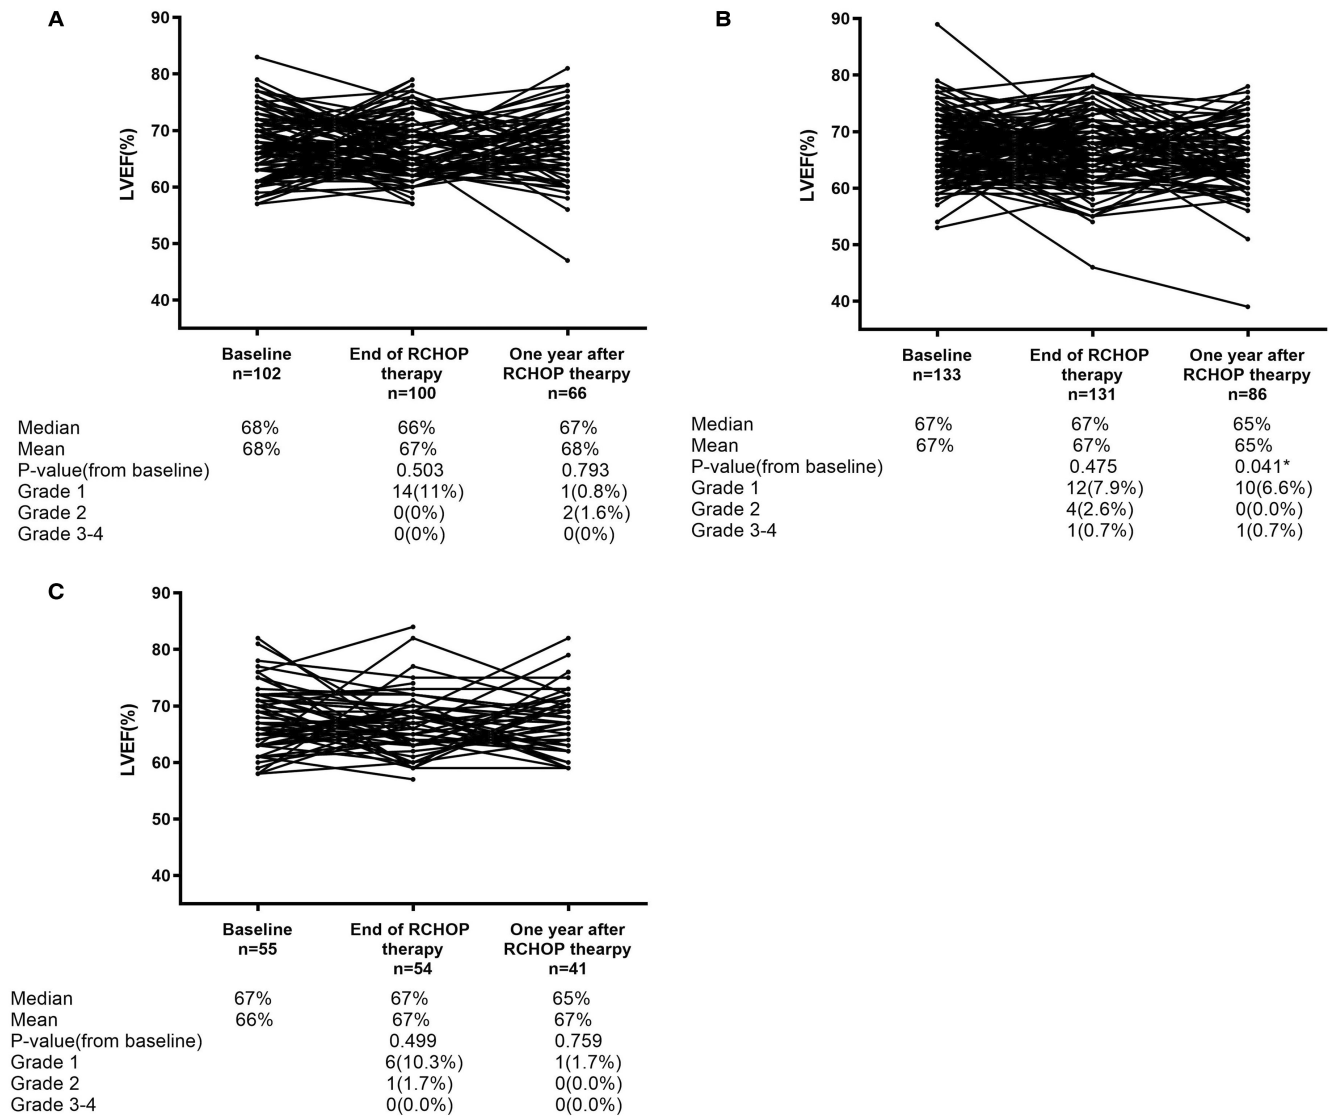 A
90
80
70
60
50
40
LVEF(%)
Baseline
n=102
End of RCHOP
therapy
n=100
One year after
RCHOP thearpy
n=66
Median 68% 66% 67%
Mean 68% 67% 68%
P-value(from baseline) 0.503 0.793
Grade 1 14(11%) 1(0.8%)
Grade 2 0(0%) 2(1.6%)
Grade 3-4 0(0%) 0(0%)
B
90
80
70
60
50
40
LVEF(%)
Baseline
n=133
End of RCHOP
therapy
n=131
One year after
RCHOP thearpy
n=86
Median 67% 67% 65%
Mean 67% 67% 65%
P-value(from baseline) 0.475 0.041*
Grade 1 12(7.9%) 10(6.6%)
Grade 2 4(2.6%) 0(0.0%)
Grade 3-4 1(0.7%) 1(0.7%)
C
90
80
70
60
50
40
LVEF(%)
Baseline
n=55
End of RCHOP
therapy
n=54
One year after
RCHOP thearpy
n=41
Median 67% 67% 65%
Mean 66% 67% 67%
P-value(from baseline) 0.499 0.759
Grade 1 6(10.3%) 1(1.7%)
Grade 2 1(1.7%) 0(0.0%)
Grade 3-4 0(0.0%) 0(0.0%)